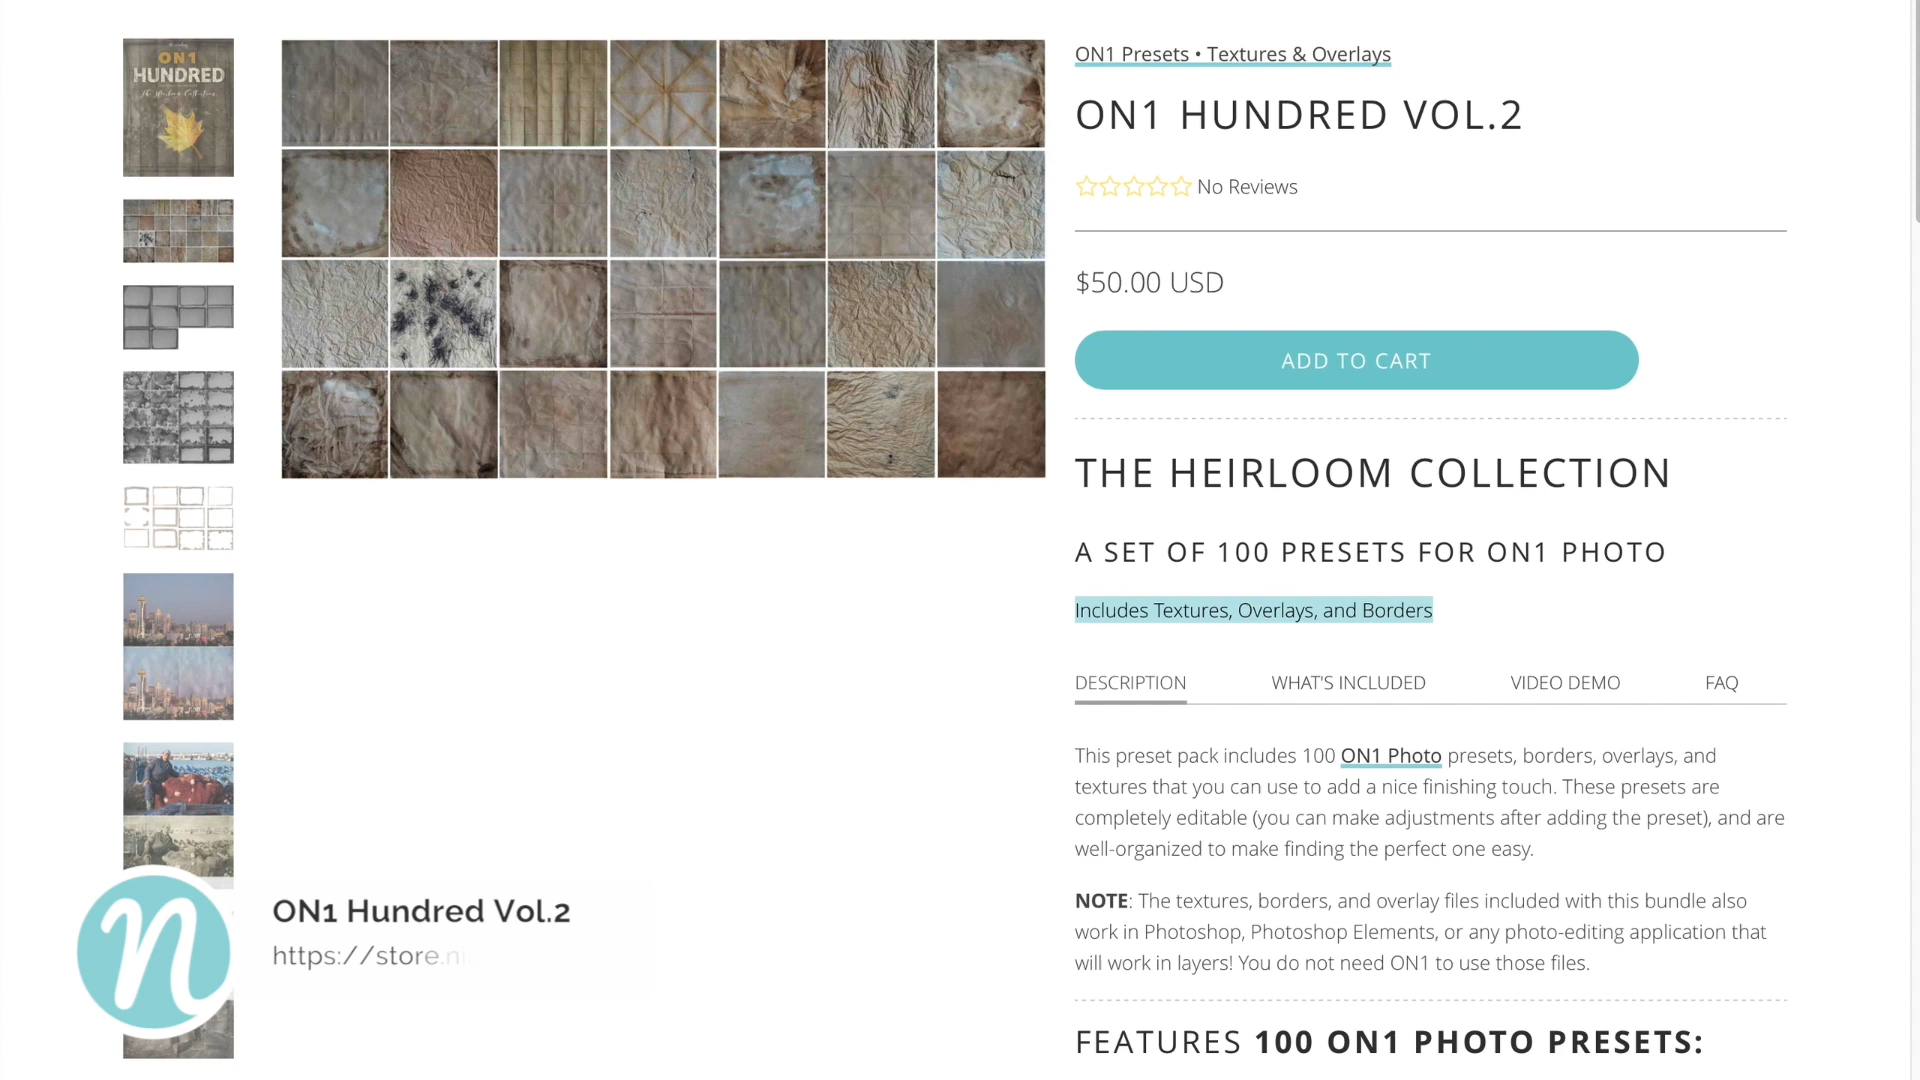 ON1
HUNDRED
ON1 Presets • Textures & Overlays
ON1 HUNDRED VOL.2
No Reviews
$50.00 USD
ADD TO CART
THE HEIRLOOM COLLECTION
A SET OF 100 PRESETS FOR ON1 PHOTO
Includes Textures, Overlays, and Borders
DESCRIPTION WHAT'S INCLUDED VIDEO DEMO FAQ
This preset pack includes 100 ON1 Photo presets, borders, overlays, and
textures that you can use to add a nice finishing touch. These presets are
completely editable (you can make adjustments after adding the preset), and are
well-organized to make finding the perfect one easy.
NOTE: The textures, borders, and overlay files included with this bundle also
work in Photoshop, Photoshop Elements, or any photo-editing application that
will work in layers! You do not need ON1 to use those files.
FEATURES 100 ON1 PHOTO PRESETS:
n
ON1 Hundred Vol.2
https://store.ni